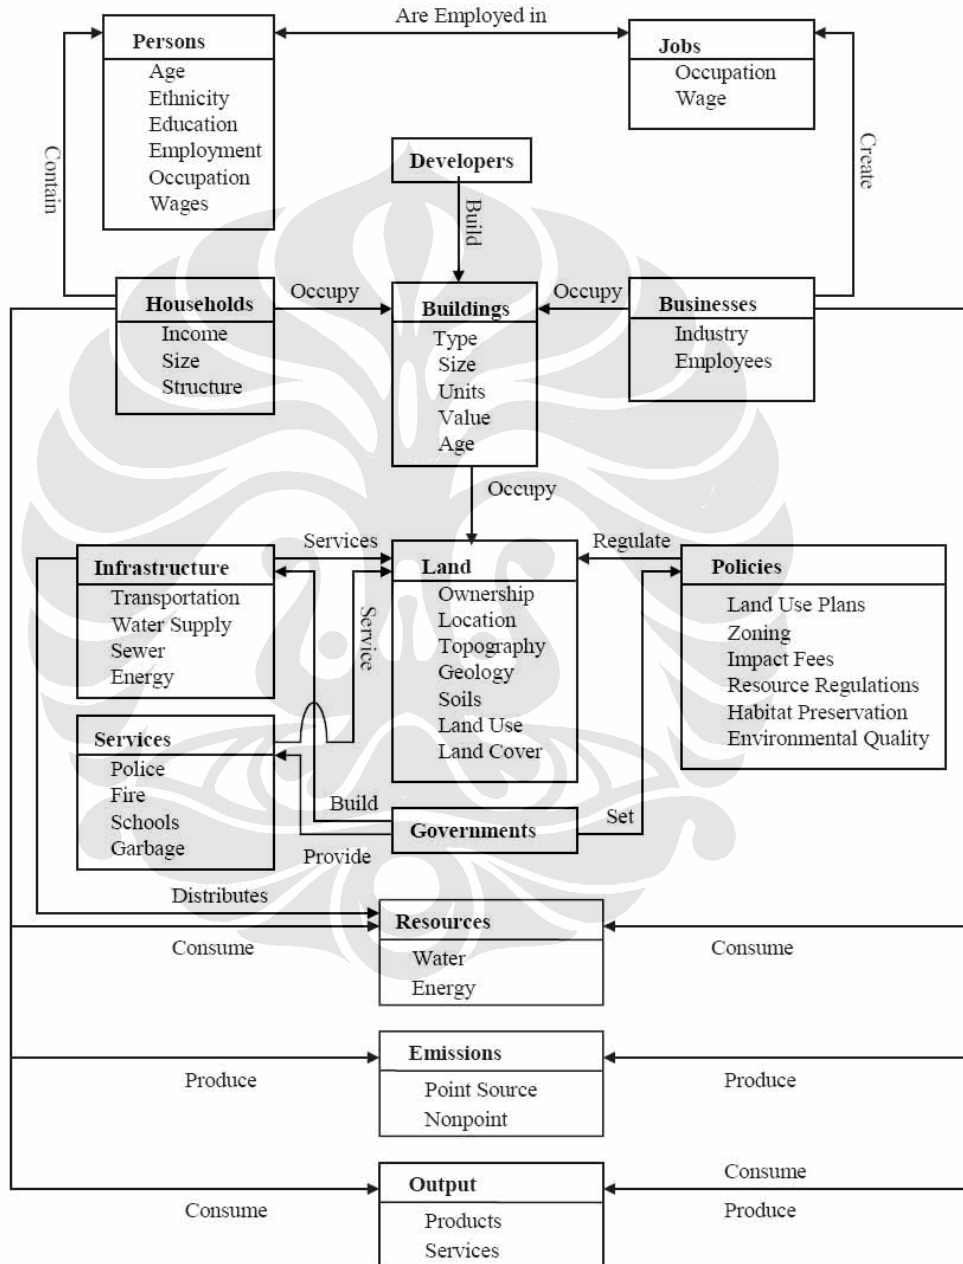 Are Employed in
Persons
Age
Ethnicity
Education
Employment
Occupation
Wages
Jobs
Occupation
Wage
Contain
Create
Developers
Build
Households
Income
Size
Structure
Occupy
Buildings
Type
Size
Units
Value
Age
Occupy
Businesses
Industry
Employees
Occupy
Infrastructure
Transportation
Water Supply
Sewer
Energy
Services
Service
Land
Ownership
Location
Topography
Geology
Soils
Land Use
Land Cover
Regulate
Policies
Land Use Plans
Zoning
Impact Fees
Resource Regulations
Habitat Preservation
Environmental Quality
Services
Police
Fire
Schools
Garbage
Build
Provide
Governments
Set
Distributes
Consume
Resources
Water
Energy
Consume
Produce
Emissions
Point Source
Nonpoint
Produce
Consume
Output
Products
Services
Consume
Produce